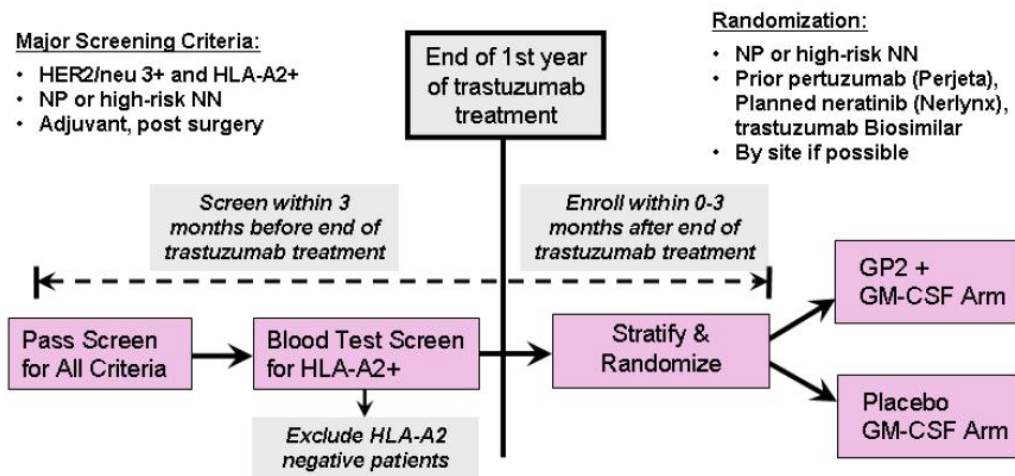 Major Screening Criteria:
• HER2/neu 3+ and HLA-A2+
• NP or high-risk NN
• Adjuvant, post surgery
End of 1st year
of trastuzumab
treatment
Randomization:
• NP or high-risk NN
• Prior pertuzumab (Perjeta),
Planned neratinib (Nerlynx),
trastuzumab Biosimilar
• By site if possible
Screen within 3
months before end of
trastuzumab treatment
Enroll within 0-3
months after end of
trastuzumab treatment
Pass Screen
for All Criteria
Blood Test Screen
for HLA-A2+
Exclude HLA-A2
negative patients
Stratify &
Randomize
GP2 +
GM-CSF Arm
Placebo
GM-CSF Arm